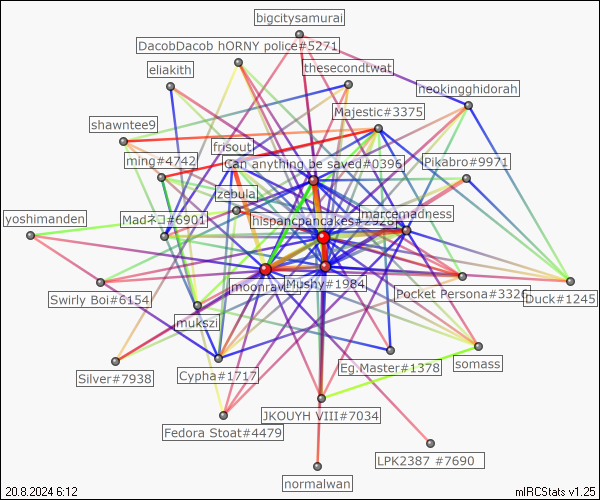 bigcitysamurai
DacobDacob hORNY police#5271
eliakith
thesecondtwat
neokingghidorah
Majestic#3375
shawntee9
frisout
ming#4742
Can anything be saved#0396
Pikabro#9971
zebula
yoshimanden
Madネコ#6901
marcemadness
hispancpancakes#2928
moonrav
Mushy#1984
Swirly Boi#6154
Pocket Persona#3326
Duck#1245
mukszi
Silver#7938
Cypha#1717
Eg.Master#1378
somass
JKOUYH VIII#7034
Fedora Stoat#4479
LPK2387 #7690
normalwan
20.8.2024 6:12
mIRCStats v1.25